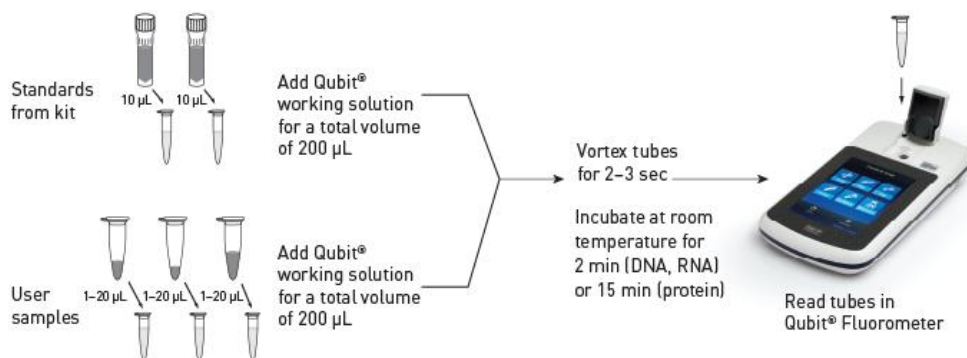 Standards
from kit
10 µL
10 µL
Add Qubit®
working solution
for a total volume
of 200 µL
User
samples
1–20 µL
1–20 µL
1–20 µL
Add Qubit®
working solution
for a total volume
of 200 µL
Vortex tubes
for 2–3 sec
Incubate at room
temperature for
2 min (DNA, RNA)
or 15 min (protein)
Read tubes in
Qubit® Fluorometer